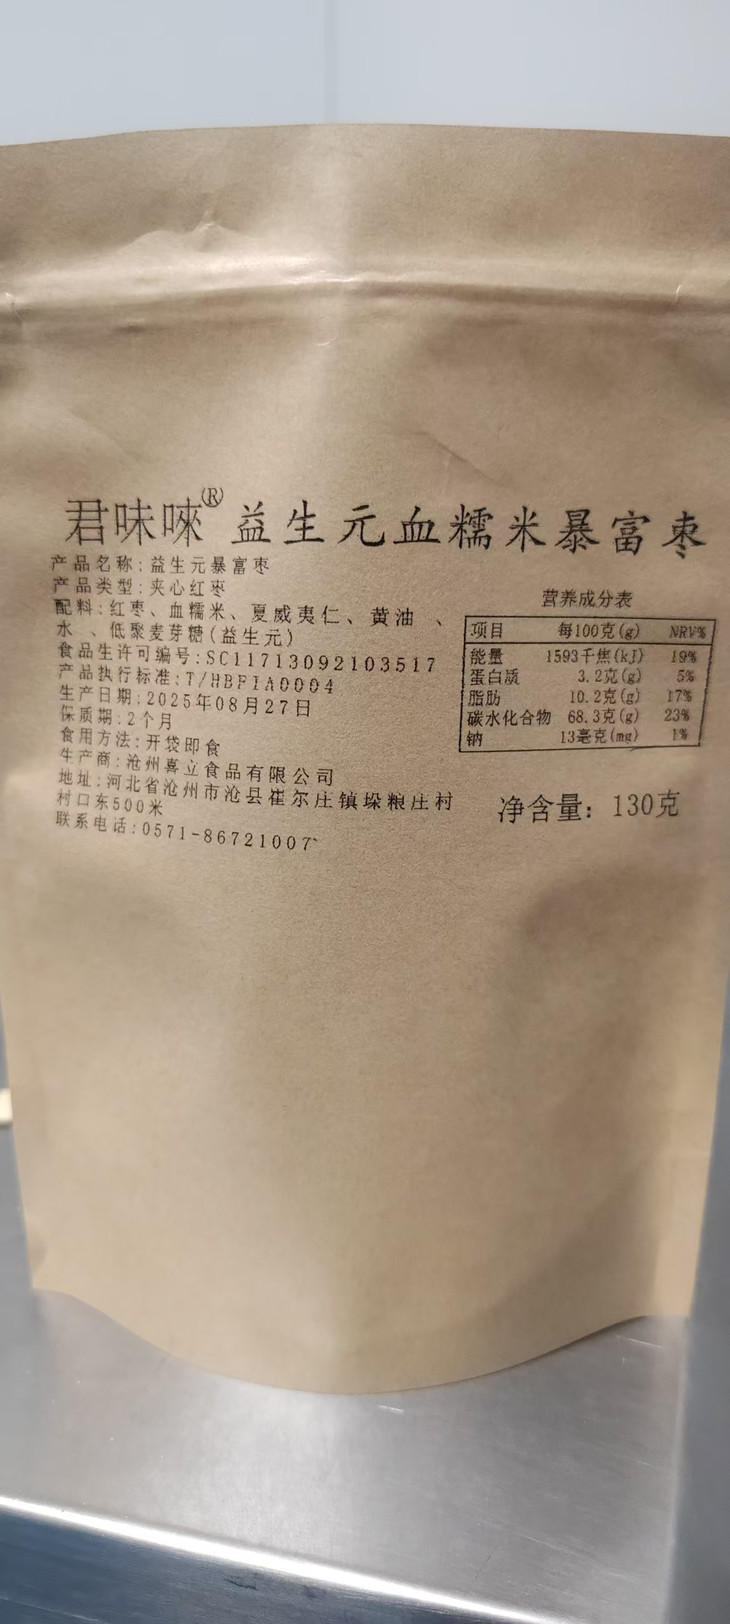 君味唻® 益生元血糯米暴富枣
产品名称:益生元暴富枣
产品类型:夹心红枣
配料:红枣、血糯米、夏威夷仁、黄油 、
水 、低聚麦芽糖(益生元)
食品生许可编号:SC11713092103517
产品执行标准:T/HBFIA0004
生产日期:2025年08月27日
保质期:2个月
食用方法:开袋即食
生产商:沧州喜立食品有限公司
地址:河北省沧州市沧县崔尔庄镇垛粮庄村
村口东500米
联系电话:0571-86721007
营养成分表
项目 每100克(g) NRV%
能量 1593千焦(kJ) 19%
蛋白质 3.2克(g) 5%
脂肪 10.2克(g) 17%
碳水化合物 68.3克(g) 23%
钠 13毫克(mg) 1%
净含量: 130克